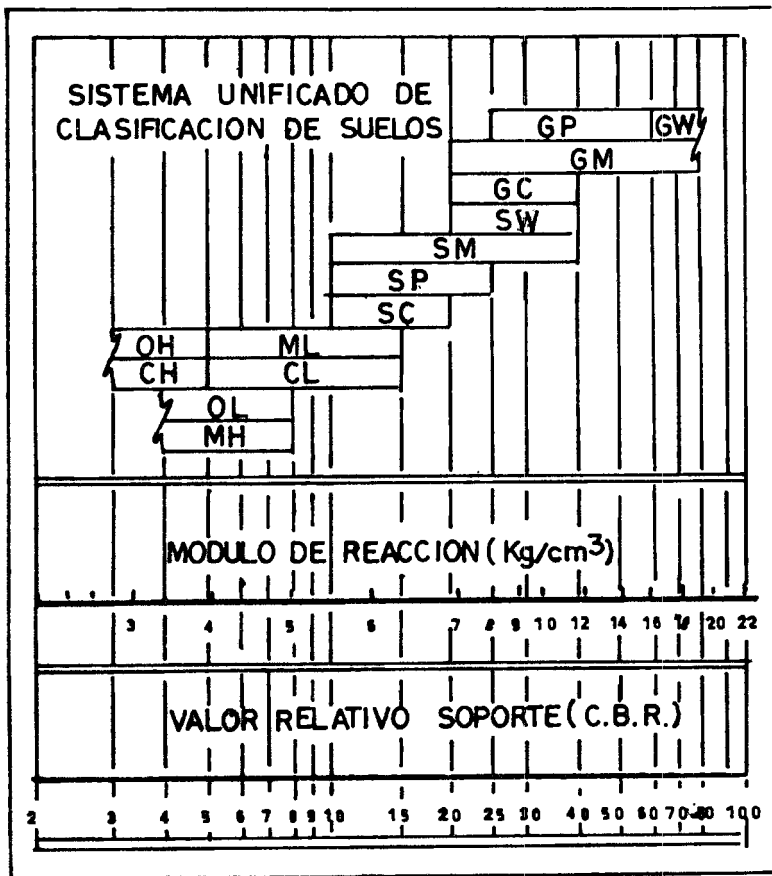 SISTEMA UNIFICADO DE
CLASIFICACION DE SUELOS
GP GW
GM
GC
SW
SM
SP
SC
OH ML
CH CL
OL
MH
MODULO DE REACCION (Kg/cm³)
3 4 5 6 7 8 9 10 12 14 16 18 20 22
VALOR RELATIVO SOPORTE (C.B.R.)
2 3 4 5 6 7 8 9 10 15 20 25 30 40 50 60 70 80 100